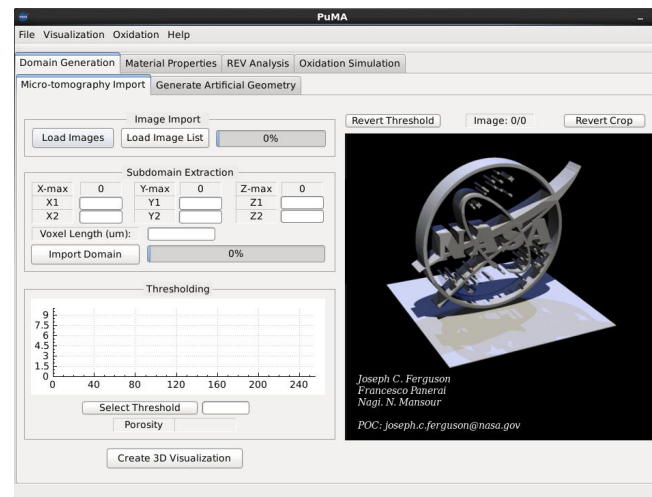 PuMA
File Visualization Oxidation Help
Domain Generation Material Properties REV Analysis Oxidation Simulation
Micro-tomography Import Generate Artificial Geometry
Image Import
Load Images Load Image List 0%
Subdomain Extraction
X-max 0 Y-max 0 Z-max 0
X1 Y1 Z1
X2 Y2 Z2
Voxel Length (um):
Import Domain 0%
Thresholding
9
7.5
6
4.5
3
1.5
0
0 40 80 120 160 200 240
Select Threshold
Porosity
Create 3D Visualization
Revert Threshold Image: 0/0 Revert Crop
NASA
Joseph C. Ferguson
Francesco Panerai
Nagi. N. Mansour
POC: joseph.c.ferguson@nasa.gov